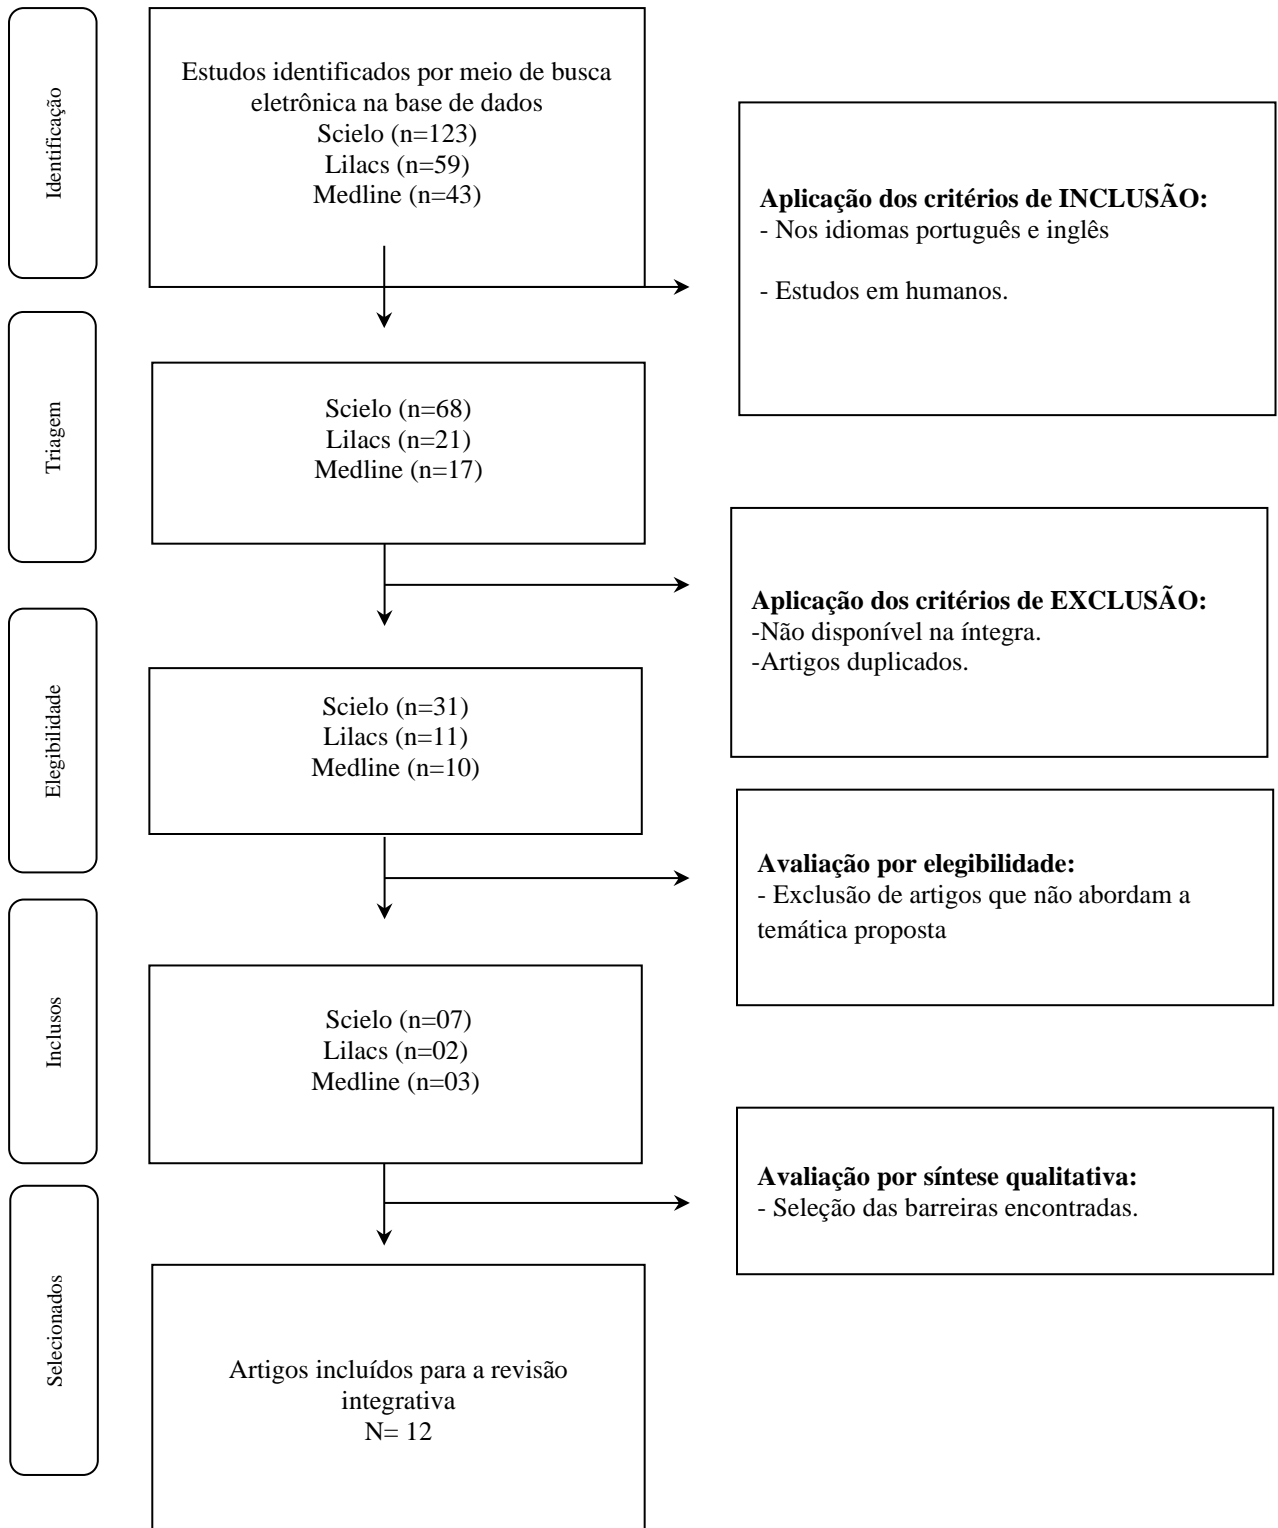 Identificação
Estudos identificados por meio de busca
eletrônica na base de dados
Scielo (n=123)
Lilacs (n=59)
Medline (n=43)
Aplicação dos critérios de INCLUSÃO:
- Nos idiomas português e inglês
- Estudos em humanos.
Triagem
Scielo (n=68)
Lilacs (n=21)
Medline (n=17)
Aplicação dos critérios de EXCLUSÃO:
-Não disponível na íntegra.
-Artigos duplicados.
Elegibilidade
Scielo (n=31)
Lilacs (n=11)
Medline (n=10)
Avaliação por elegibilidade:
- Exclusão de artigos que não abordam a
temática proposta
Inclusos
Scielo (n=07)
Lilacs (n=02)
Medline (n=03)
Avaliação por síntese qualitativa:
- Seleção das barreiras encontradas.
Selecionados
Artigos incluídos para a revisão
integrativa
N= 12